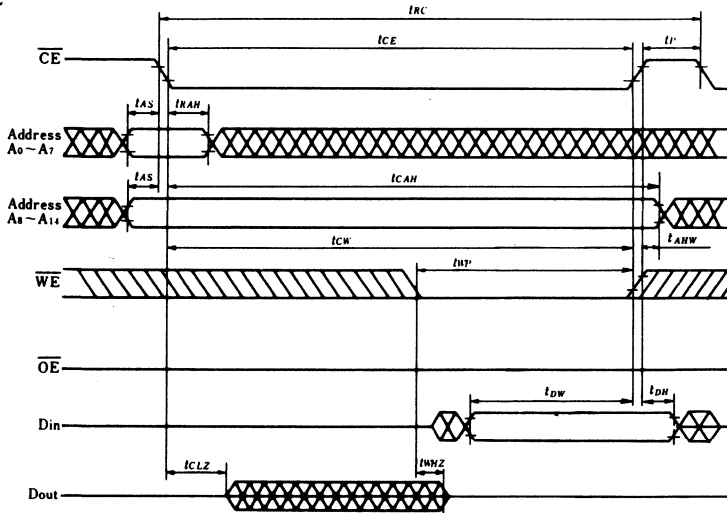 tRC
tCE
tP
CE
tAS
tRAH
Address
A0~A7
tAS
tCAH
Address
A8~A14
tCW
tAHW
tWP
WE
OE
tDW
tDH
Din
tCLZ
tWHZ
Dout